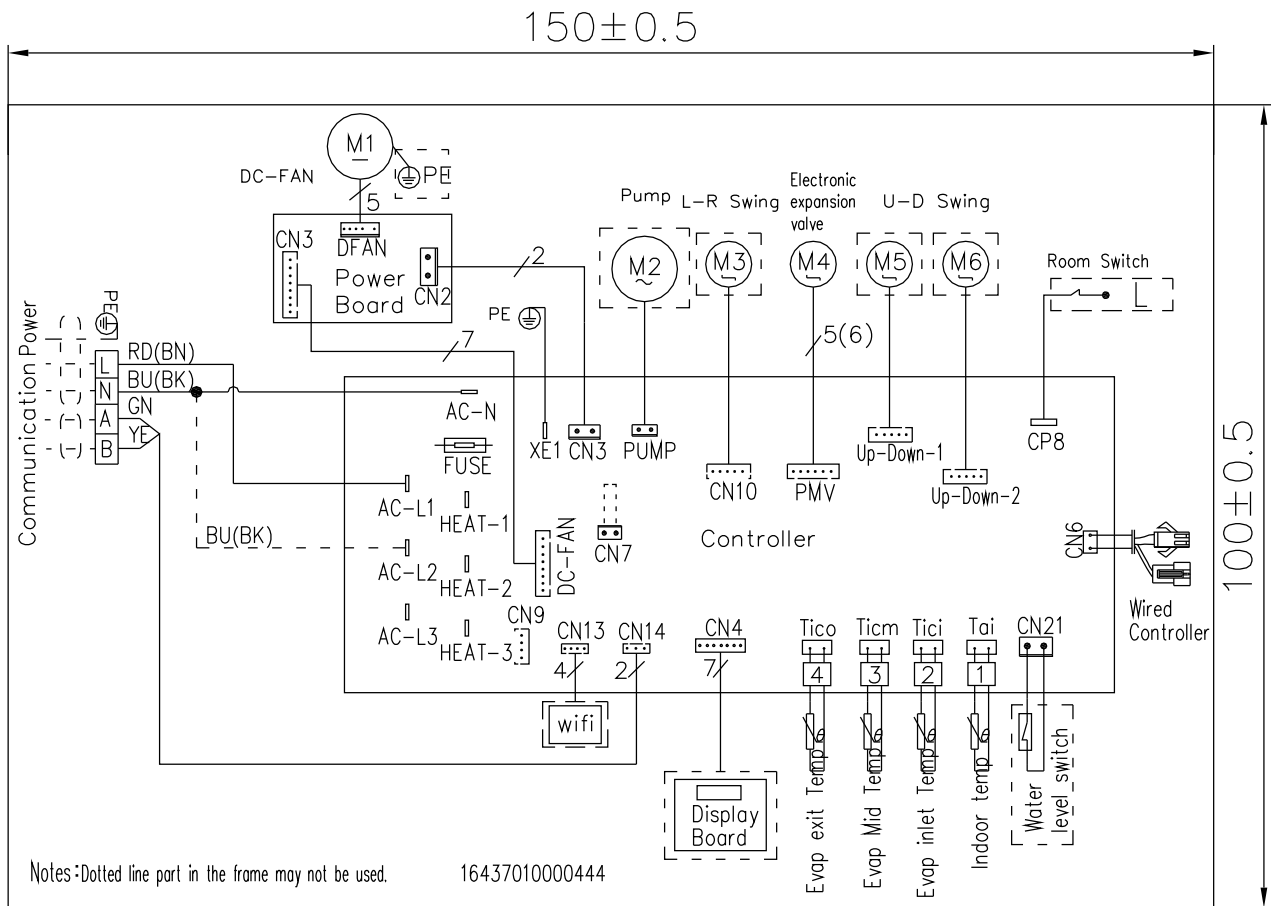 150±0.5
M1
PE
DC-FAN
5
CN3
DFAN
Power
Board
CN2
2
PE
7
Pump
M2
L-R Swing
M3
Electronic
expansion
valve
M4
5(6)
U-D Swing
M5
M6
Room Switch
L
Communication Power
PE
L
RD(BN)
N
BU(BK)
A
GN
B
YE
AC-N
FUSE
XE1
CN3
PUMP
CN10
PMV
Up-Down-1
Up-Down-2
CP8
AC-L1
HEAT-1
BU(BK)
AC-L2
HEAT-2
AC-L3
HEAT-3
DC-FAN
CN7
Controller
CN6
Wired
Controller
CN9
CN13
4
wifi
CN14
2
CN4
7
Display
Board
Tico
4
Evap exit Temp
Ticm
3
Evap Mid Temp
Tici
2
Evap inlet Temp
Tai
1
Indoor temp
CN21
Water
level switch
100±0.5
Notes:Dotted line part in the frame may not be used.
16437010000444